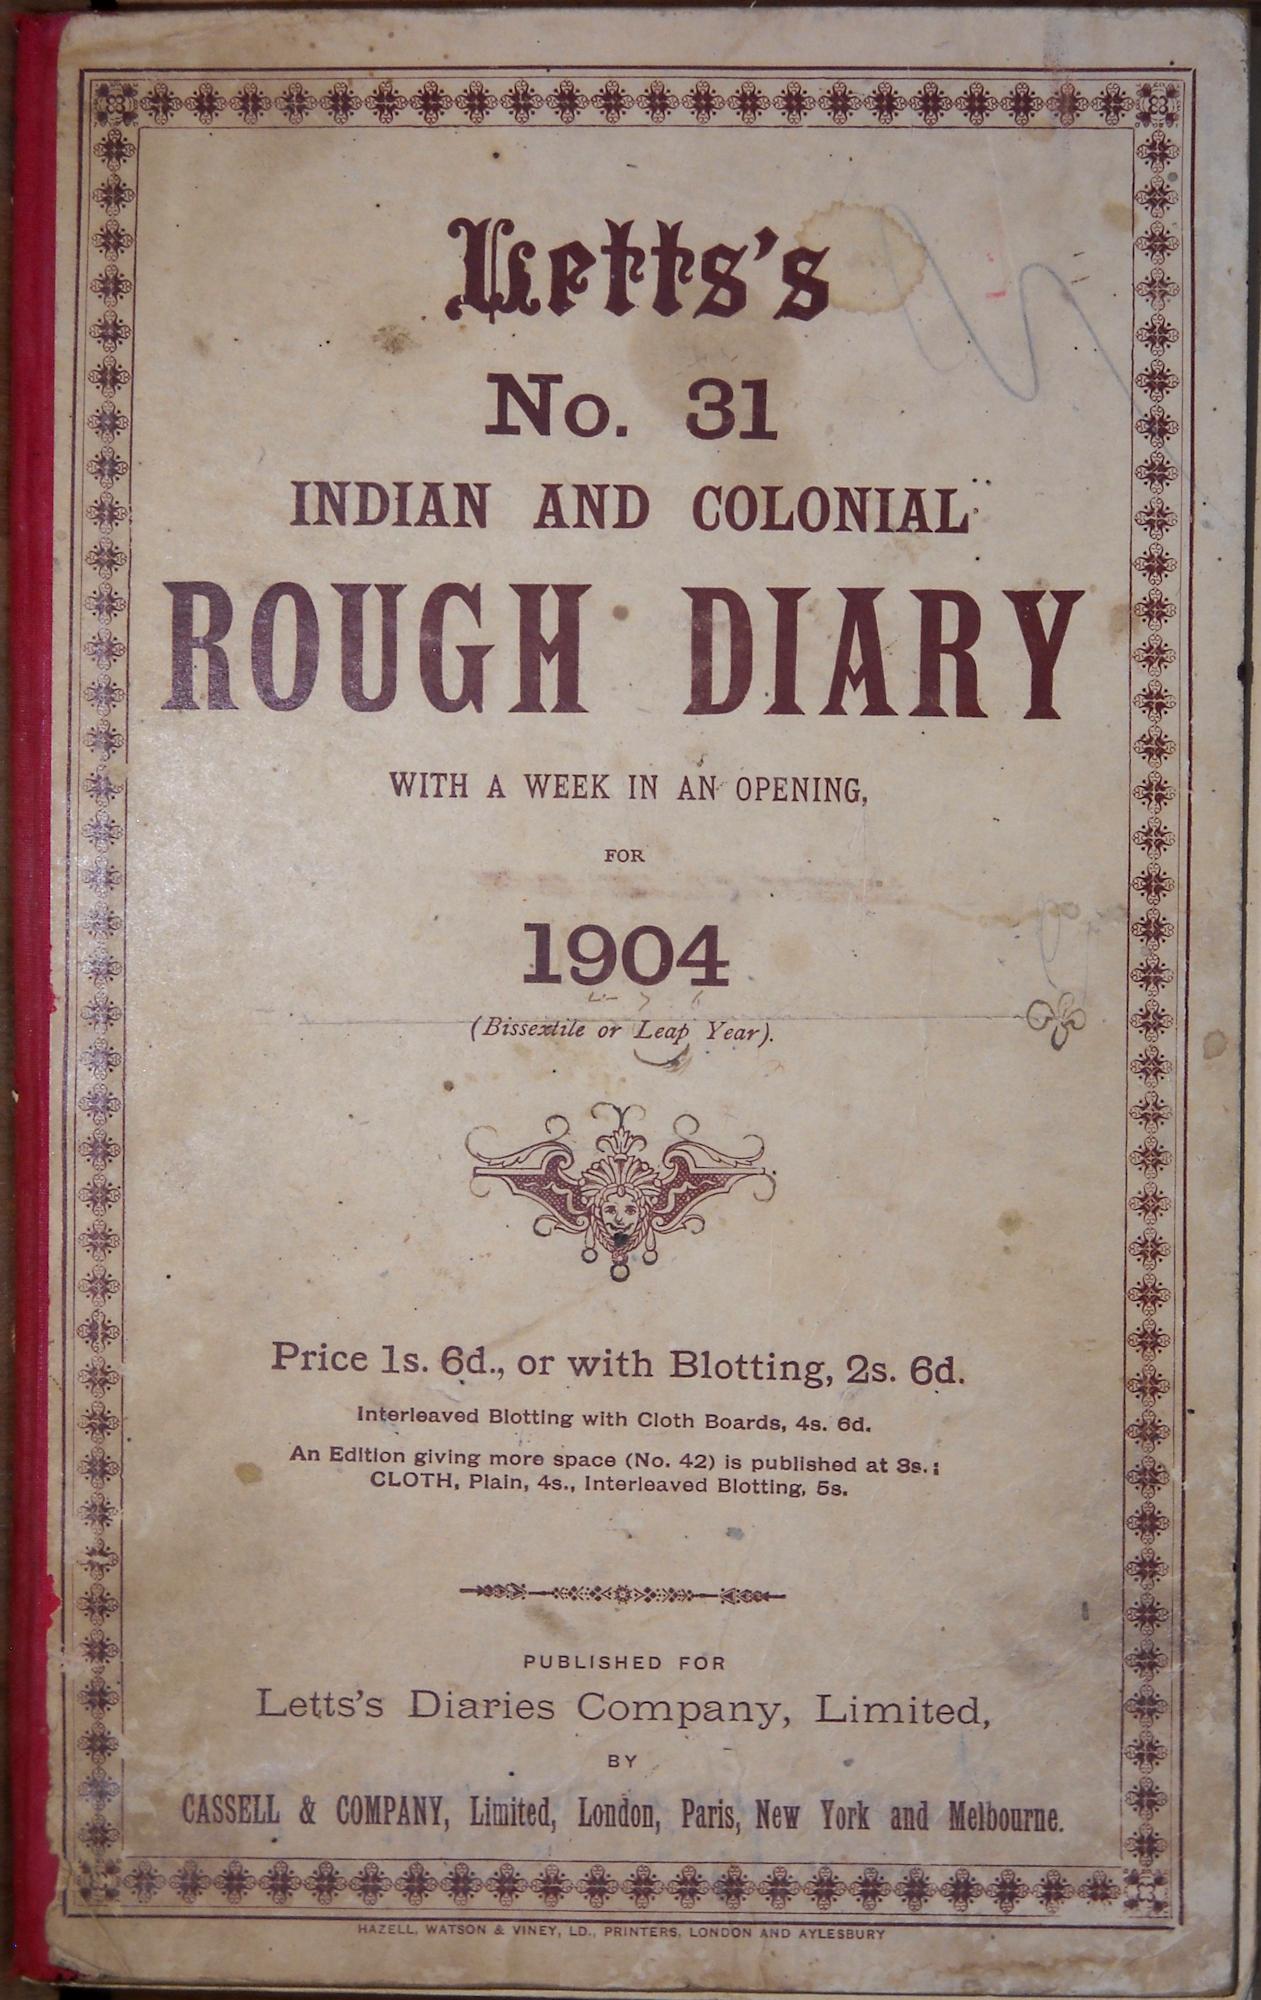 Letts's
No. 31
INDIAN AND COLONIAL
ROUGH DIARY
WITH A WEEK IN AN OPENING,
FOR
1904
(Bissextile or Leap Year).
Price 1s. 6d., or with Blotting, 2s. 6d.
Interleaved Blotting with Cloth Boards, 4s. 6d.
An Edition giving more space (No. 42) is published at 3s.;
CLOTH, Plain, 4s., Interleaved Blotting, 5s.
PUBLISHED FOR
Letts's Diaries Company, Limited,
BY
CASSELL & COMPANY, Limited, London, Paris, New York and Melbourne.
HAZELL, WATSON & VINEY, LD., PRINTERS, LONDON AND AYLESBURY